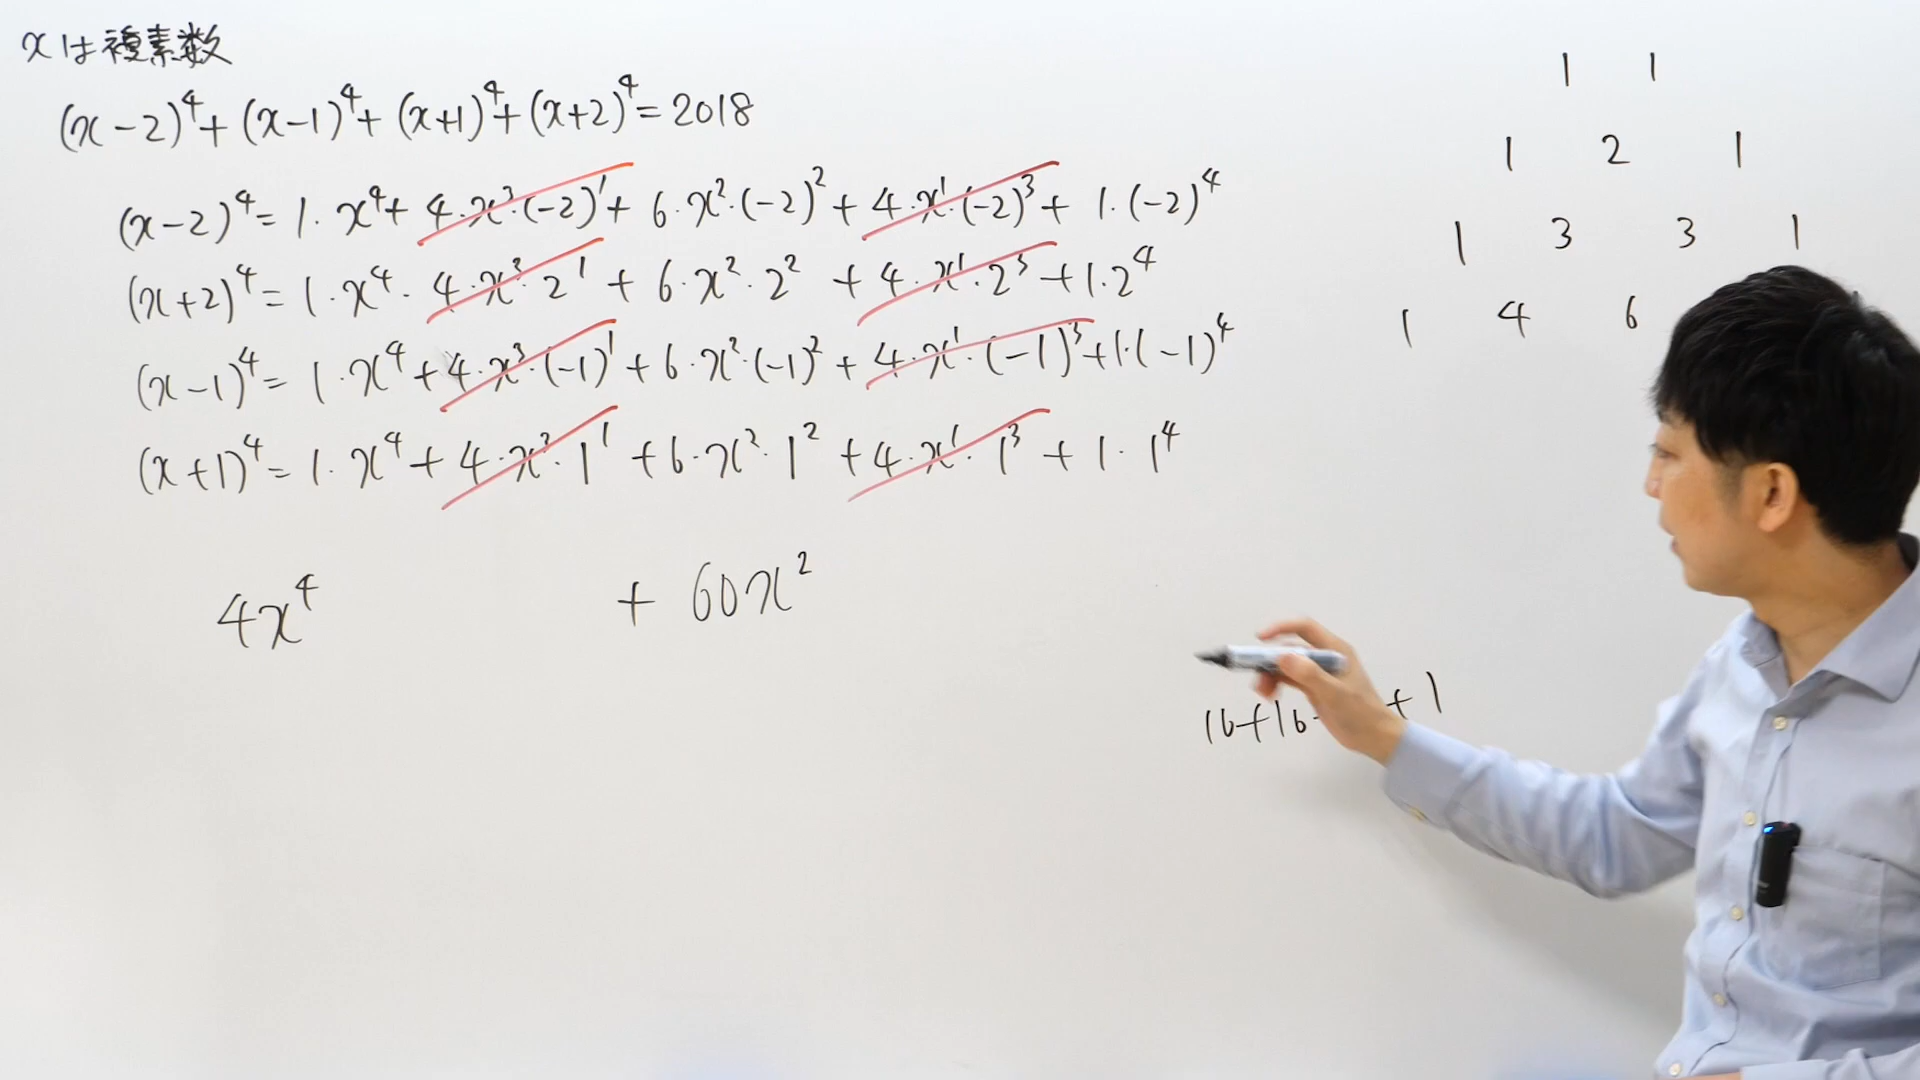 xは複素数
(x-2)⁴+(x-1)⁴+(x+1)⁴+(x+2)⁴=2018
(x-2)⁴=1·x⁴+4·x³·(-2)¹+6·x²·(-2)²+4·x¹·(-2)³+1·(-2)⁴
(x+2)⁴=1·x⁴·4·x³·2¹+6·x²·2²+4·x¹·2³+1·2⁴
(x-1)⁴=1·x⁴+4·x³·(-1)¹+6·x²·(-1)²+4·x¹·(-1)³+1·(-1)⁴
(x+1)⁴=1·x⁴+4·x³·1¹+6·x²·1²+4·x¹·1³+1·1⁴
4x⁴ + 60x²
16+16 +1
1 1
1 2 1
1 3 3 1
1 4 6